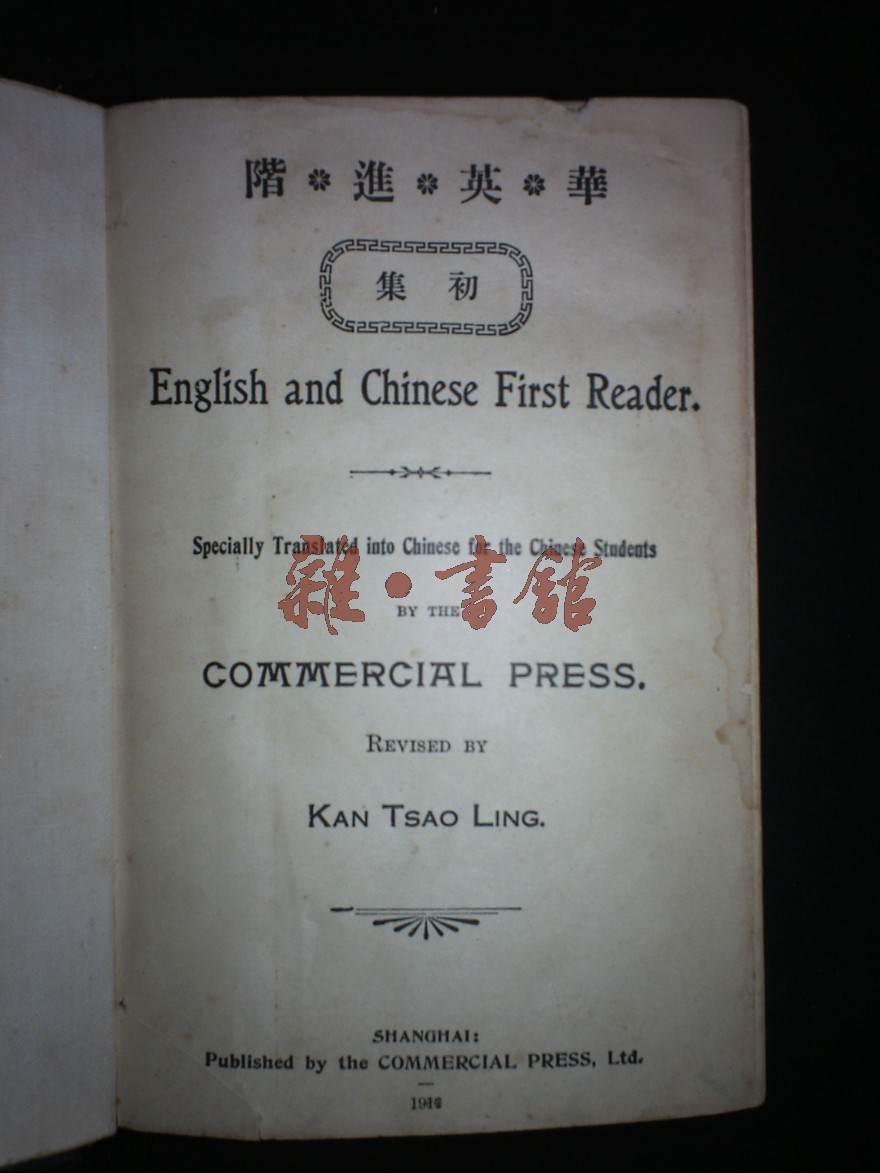 華英進階
初集
English and Chinese First Reader.
Specially Translated into Chinese for the Chinese Students
BY THE
雜·書館
COMMERCIAL PRESS.
REVISED BY
KAN TSAO LING.
SHANGHAI:
Published by the COMMERCIAL PRESS, Ltd.